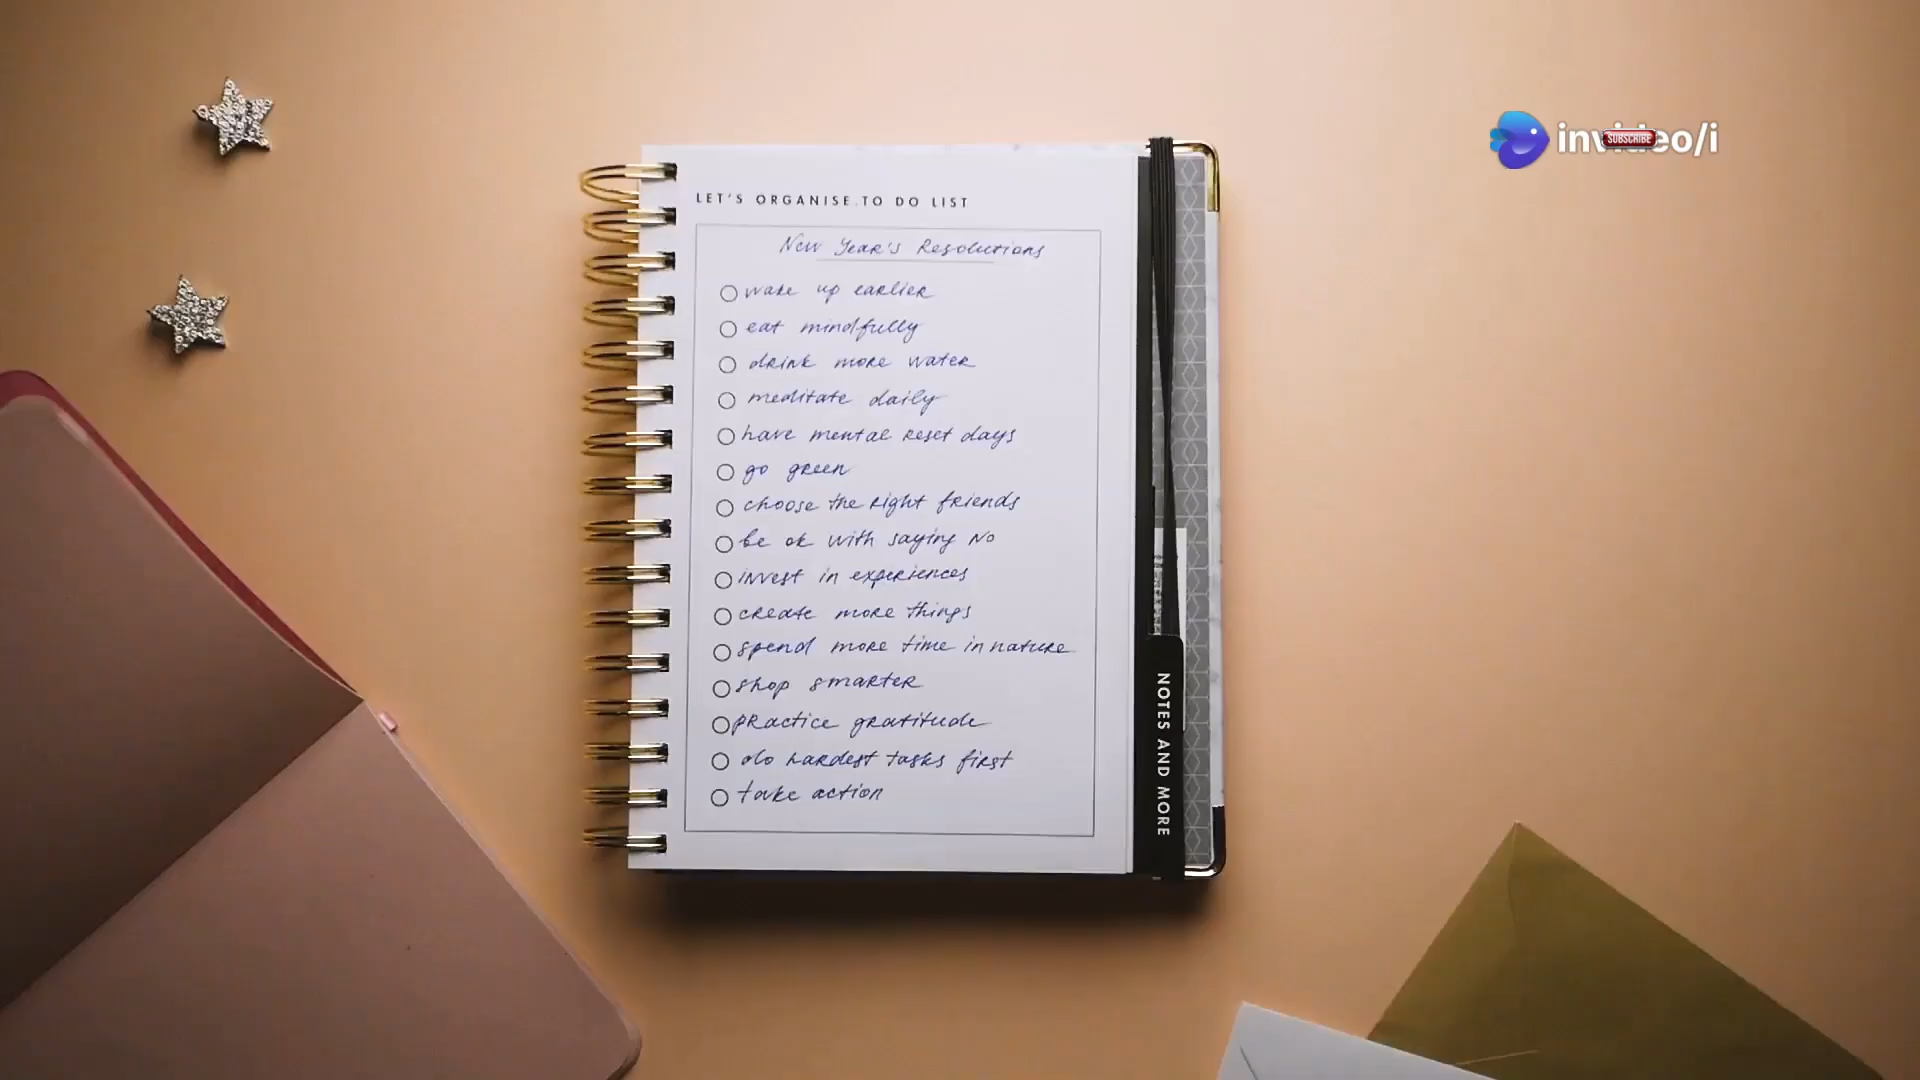 LET'S ORGANISE.TO DO LIST
New Year's Resolutions
wake up earlier
eat mindfully
drink more water
meditate daily
have mental reset days
go green
choose the right friends
be ok with saying No
invest in experiences
create more things
spend more time in nature
shop smarter
practice gratitude
do hardest tasks first
take action
NOTES AND MORE
invideo/i
SUBSCRIBE